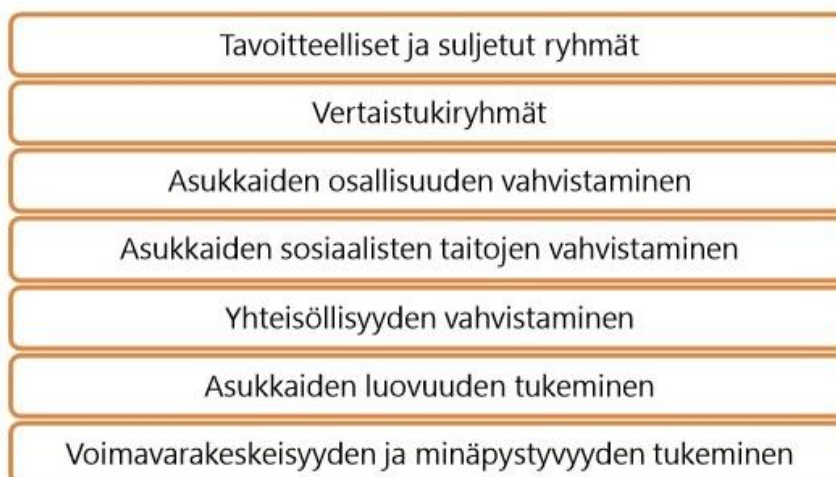 Tavoitteelliset ja suljetut ryhmät
Vertaistukiryhmät
Asukkaiden osallisuuden vahvistaminen
Asukkaiden sosiaalisten taitojen vahvistaminen
Yhteisöllisyyden vahvistaminen
Asukkaiden luovuuden tukeminen
Voimavarakeskeisyyden ja minäpystyvyyden tukeminen